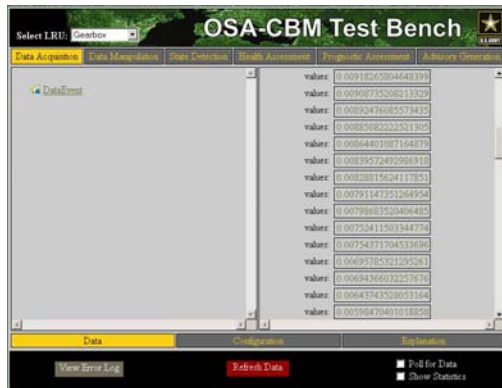 OSA-CBM Test Bench
Select LRU: Gearbox
U.S. ARMY
Data Acquistion Data Manipulation State Detection Health Assessment Prognostic Assessment Advisory Generation
DataEvent
values: 0.00918265804648399
values: 0.00908735208213329
values: 0.00892476085573435
values: 0.00885082222521305
values: 0.00864401087164879
values: 0.00839572492986918
values: 0.00828815624117851
values: 0.00791147351264954
values: 0.00798683520406485
values: 0.00752411503344774
values: 0.00754371704533696
values: 0.00695785321295261
values: 0.00694366032257676
values: 0.00643743528053164
values: 0.00598470401018858
Data Configuration Explanation
View Error Log Refresh Data Poll for Data
Show Statistics